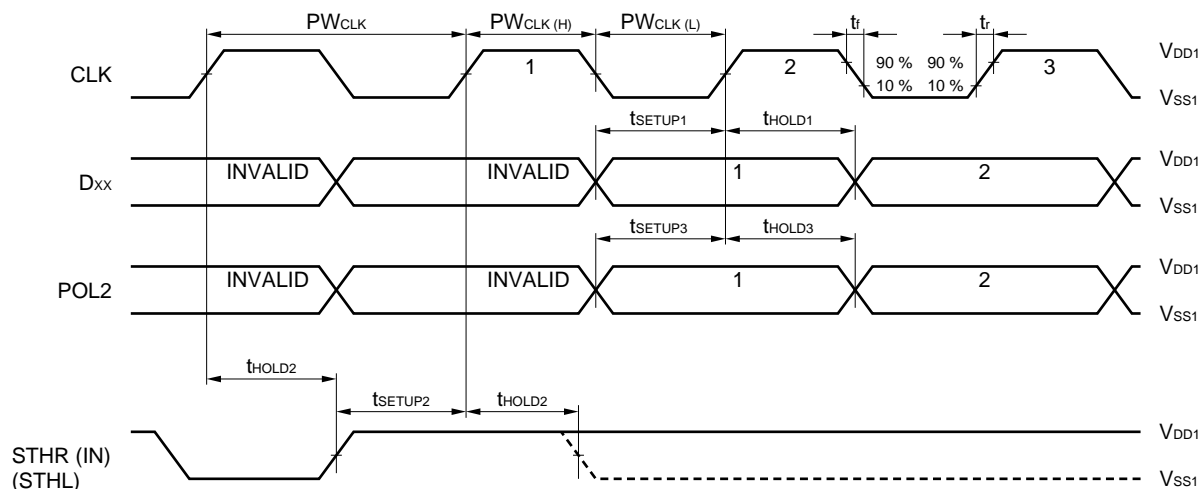 PWCLK PWCLK (H) PWCLK (L) tf tr
CLK 1 2 90 % 90 % 3 VDD1
10 % 10 % VSS1
tSETUP1 tHOLD1
DXX INVALID INVALID 1 2 VDD1
VSS1
tSETUP3 tHOLD3
POL2 INVALID INVALID 1 2 VDD1
VSS1
tHOLD2
tSETUP2 tHOLD2
STHR (IN) VDD1
(STHL) VSS1